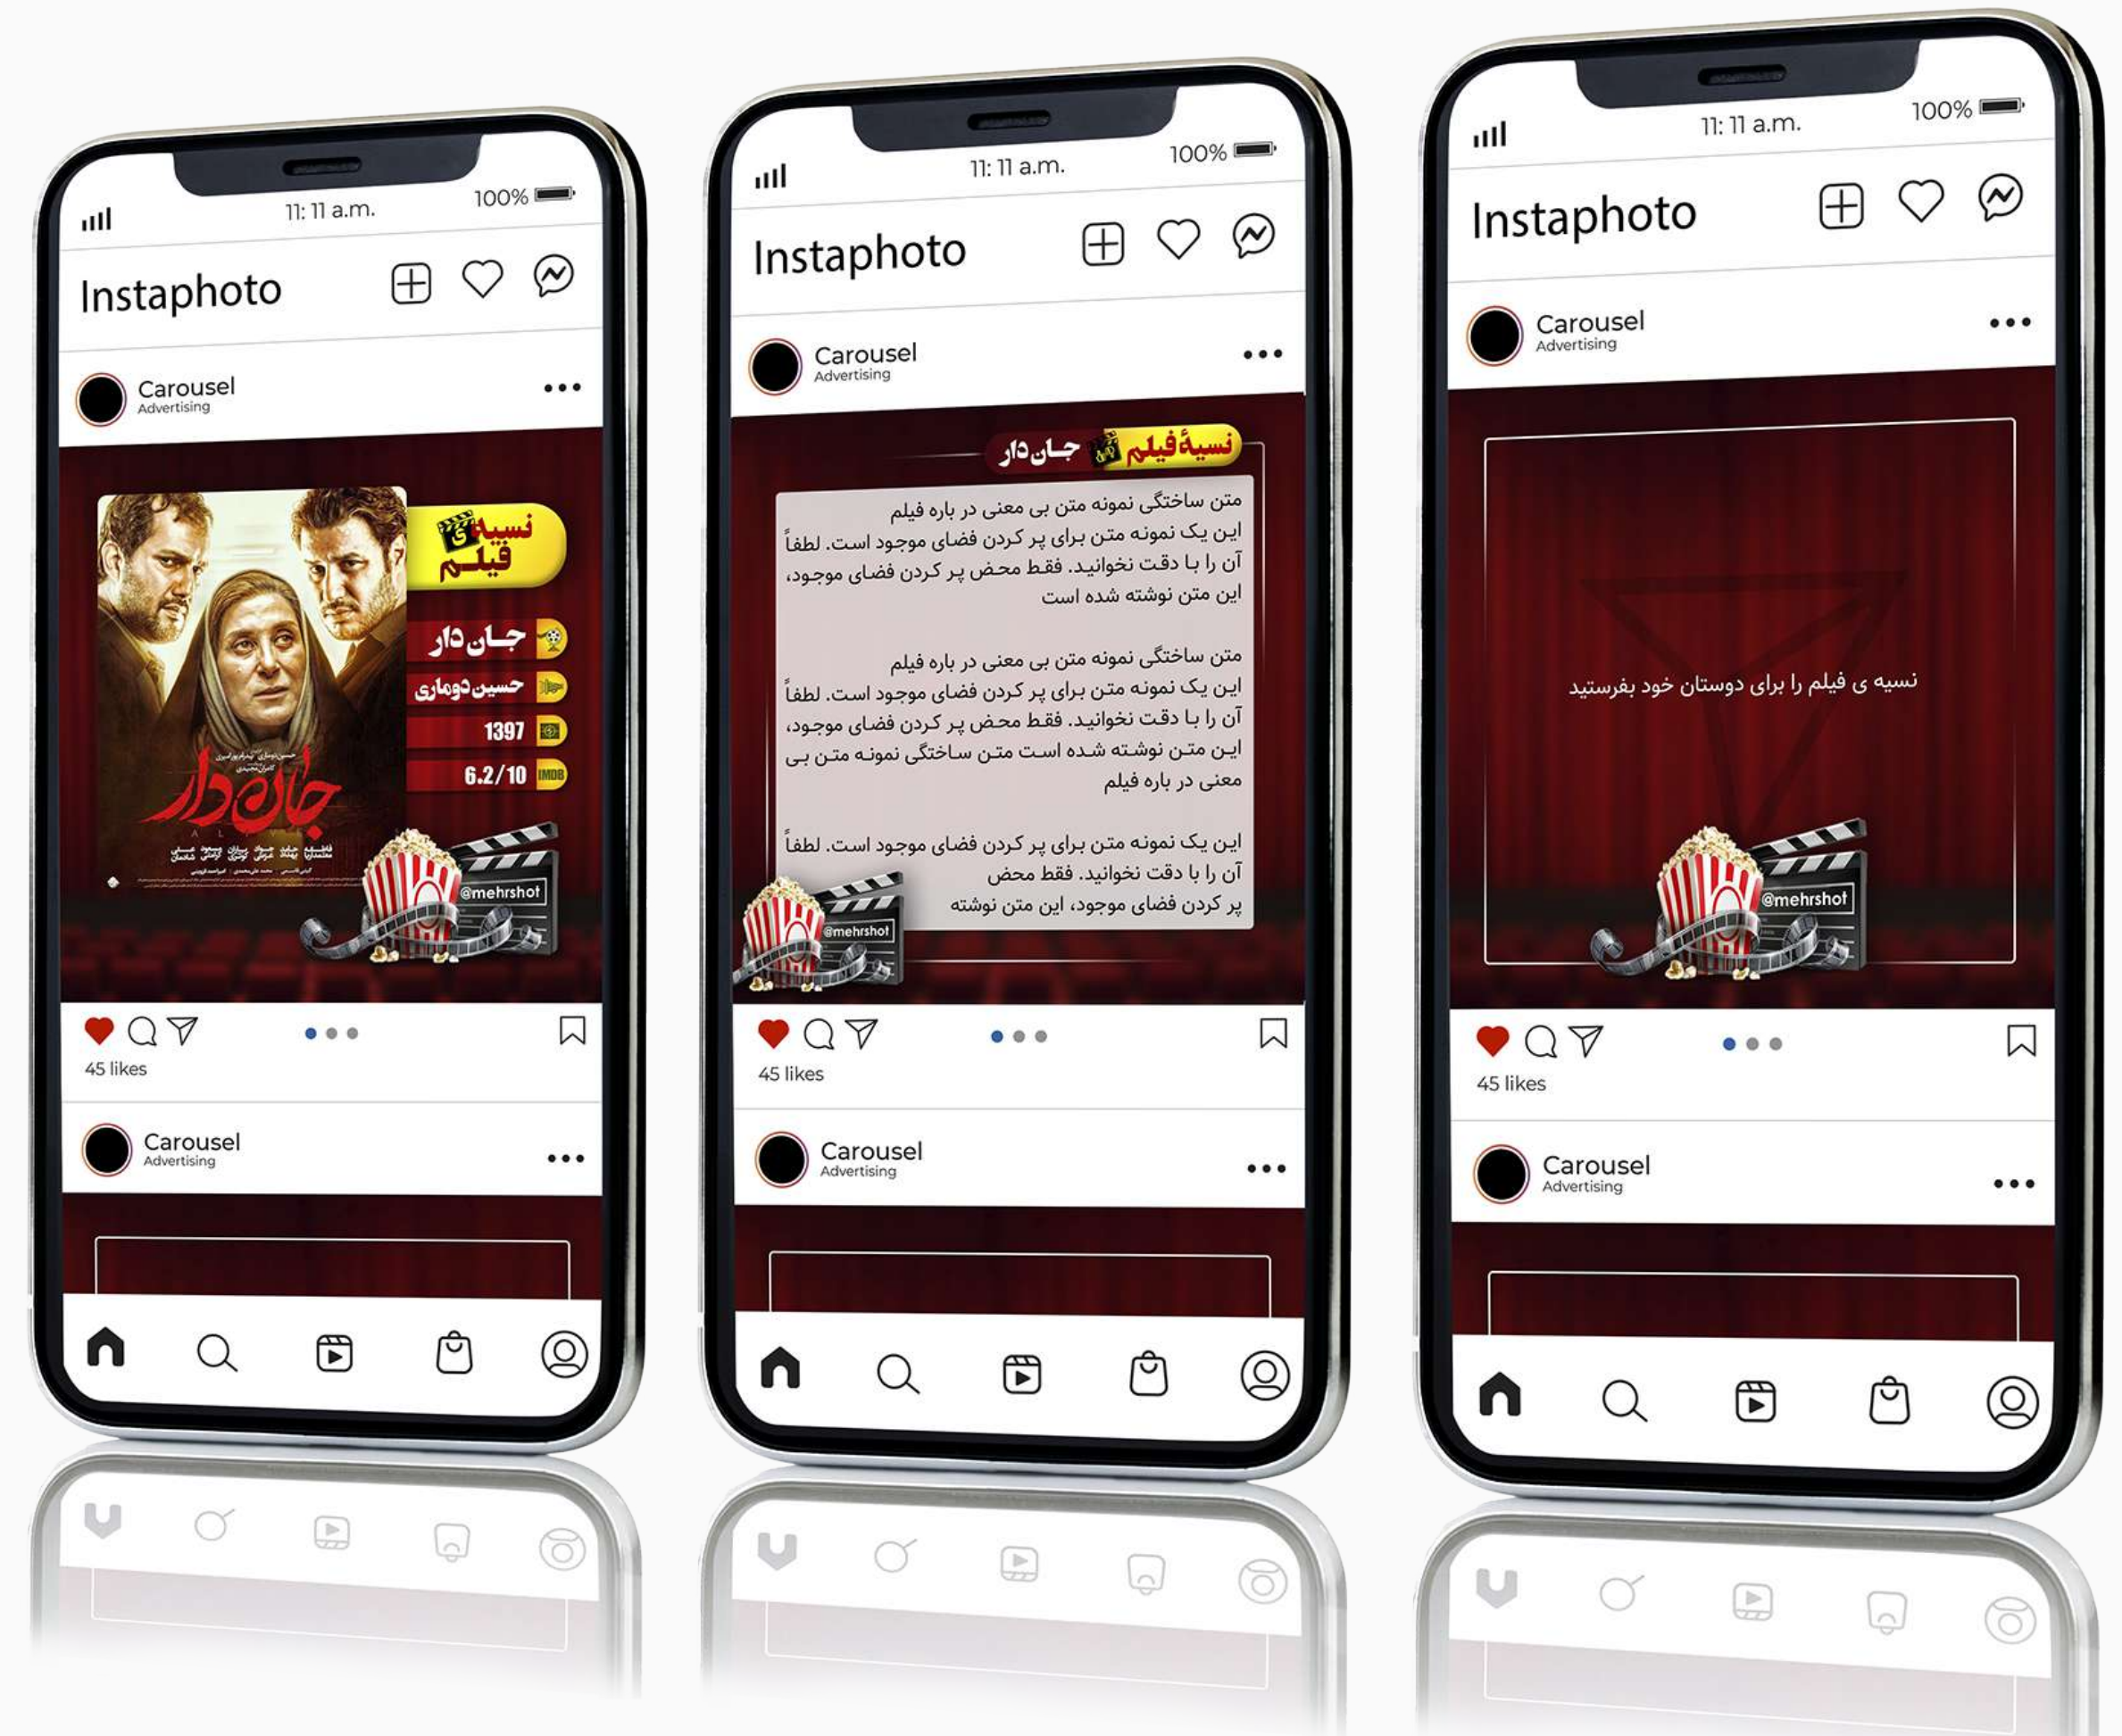 11: 11 a.m.
100%
Instaphoto
Carousel
Advertising
نسیه ی
فیلم
جان دار
حسین دوماری
1397
6.2/10 IMDB
جان دار
A L
@mehrshot
45 likes
Carousel
Advertising
11: 11 a.m.
100%
Instaphoto
Carousel
Advertising
نسیۀ فیلم جان دار
متن ساختگی نمونه متن بی معنی در باره فیلم
این یک نمونه متن برای پر کردن فضای موجود است. لطفاً
آن را با دقت نخوانید. فقط محض پر کردن فضای موجود،
این متن نوشته شده است
متن ساختگی نمونه متن بی معنی در باره فیلم
این یک نمونه متن برای پر کردن فضای موجود است. لطفاً
آن را با دقت نخوانید. فقط محض پر کردن فضای موجود،
این متن نوشته شده است متن ساختگی نمونه متن بی
معنی در باره فیلم
این یک نمونه متن برای پر کردن فضای موجود است. لطفاً
آن را با دقت نخوانید. فقط محض
پر کردن فضای موجود، این متن نوشته
@mehrshot
45 likes
Carousel
Advertising
11: 11 a.m.
100%
Instaphoto
Carousel
Advertising
نسیه ی فیلم را برای دوستان خود بفرستید
@mehrshot
45 likes
Carousel
Advertising